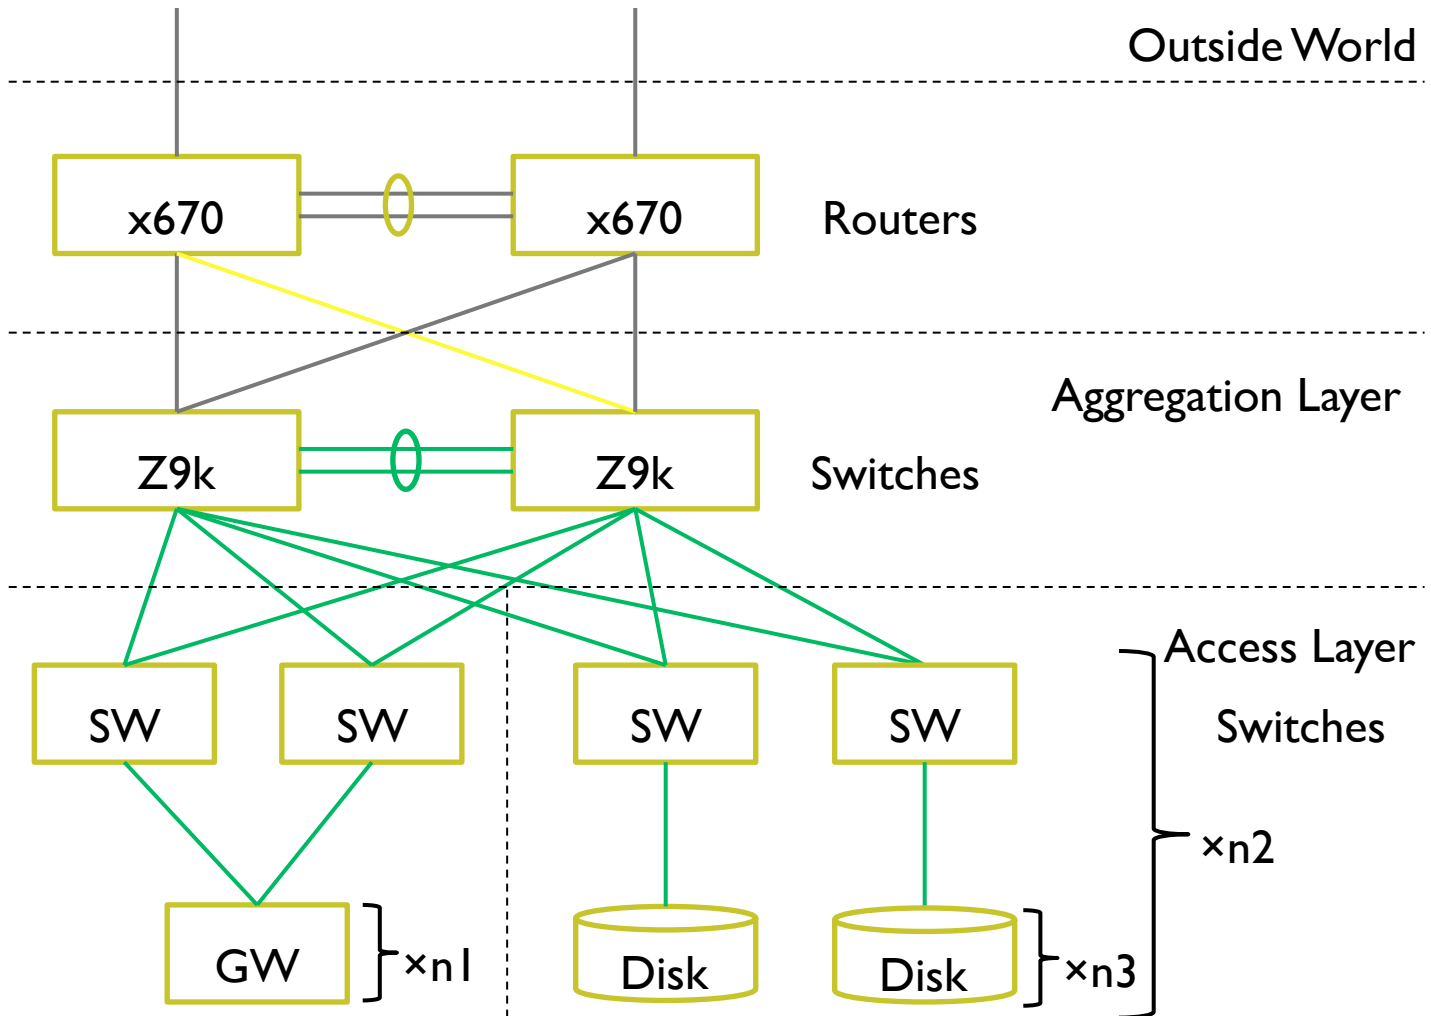 Outside World
x670
x670
Routers
Aggregation Layer
Z9k
Z9k
Switches
Access Layer
SW
SW
SW
SW
Switches
×n2
GW
×n1
Disk
Disk
×n3